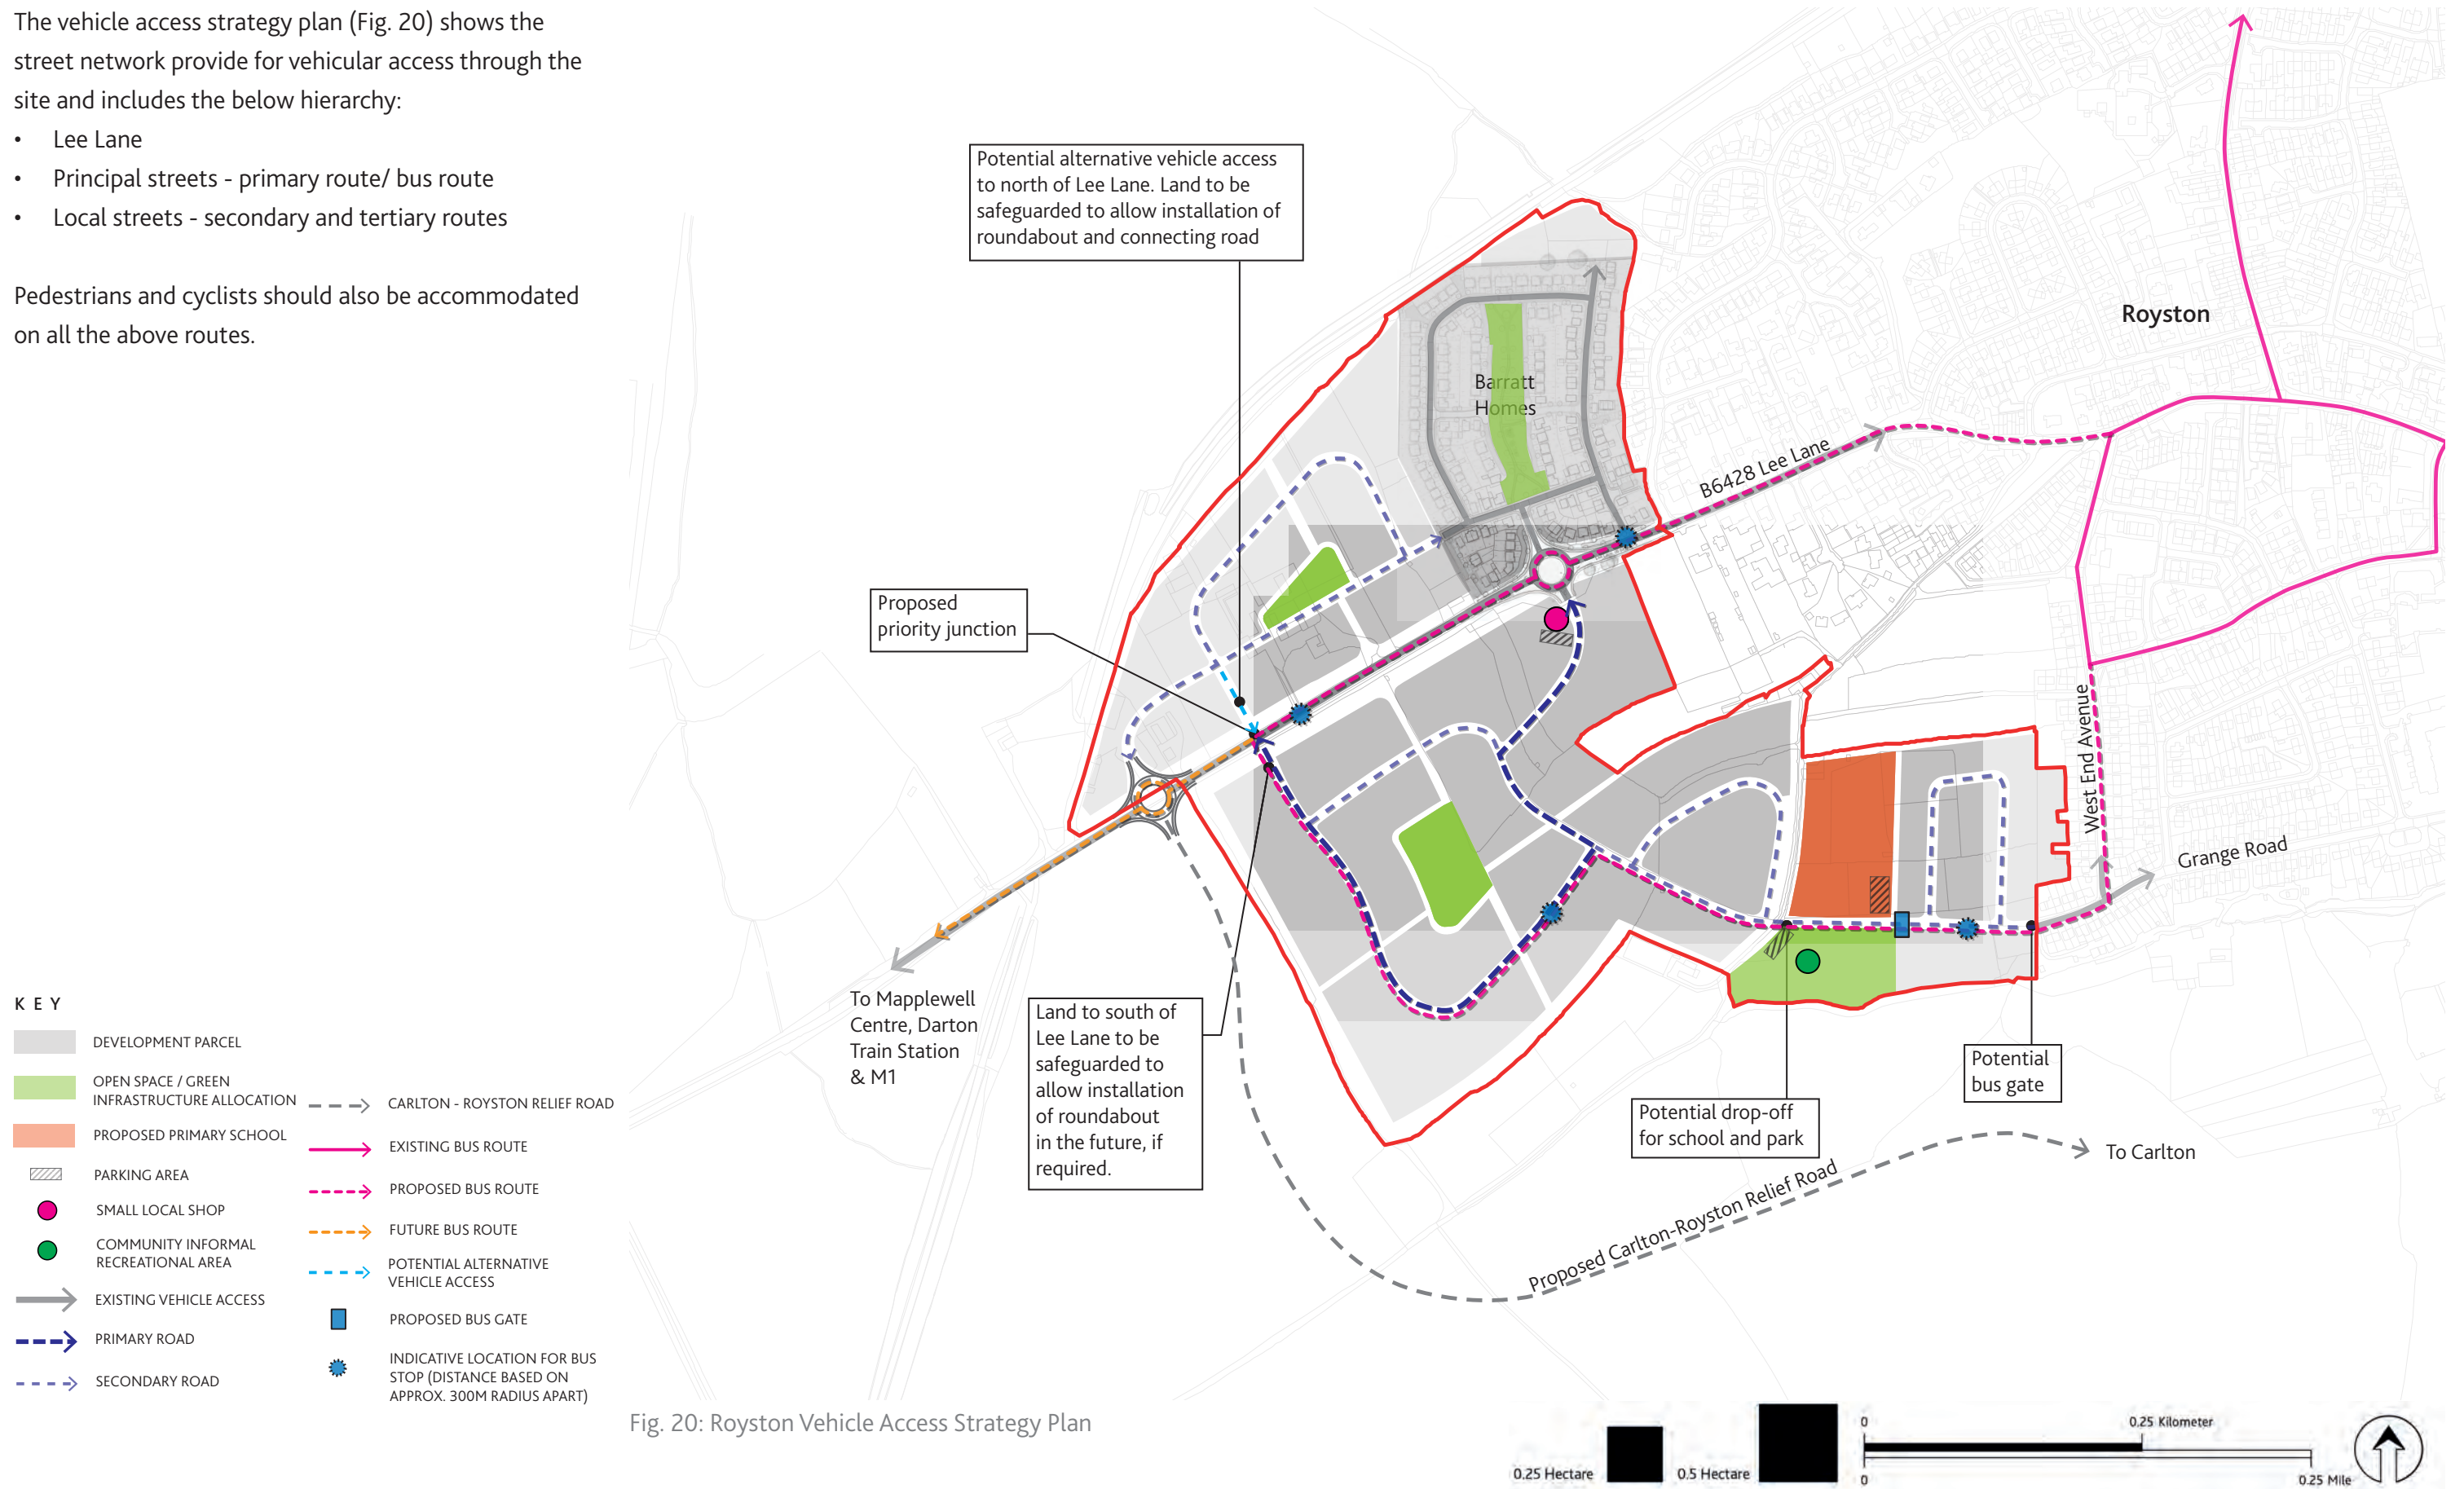 The vehicle access strategy plan (Fig. 20) shows the
street network provide for vehicular access through the
site and includes the below hierarchy:
• Lee Lane
• Principal streets - primary route/ bus route
• Local streets - secondary and tertiary routes
Pedestrians and cyclists should also be accommodated
on all the above routes.
Potential alternative vehicle access
to north of Lee Lane. Land to be
safeguarded to allow installation of
roundabout and connecting road
Royston
Barratt
Homes
B6428 Lee Lane
Proposed
priority junction
West End Avenue
Grange Road
To Mapplewell
Centre, Darton
Train Station
& M1
Land to south of
Lee Lane to be
safeguarded to
allow installation
of roundabout
in the future, if
required.
Potential
bus gate
Potential drop-off
for school and park
To Carlton
Proposed Carlton-Royston Relief Road
KEY
DEVELOPMENT PARCEL
OPEN SPACE / GREEN
INFRASTRUCTURE ALLOCATION
PROPOSED PRIMARY SCHOOL
PARKING AREA
SMALL LOCAL SHOP
COMMUNITY INFORMAL
RECREATIONAL AREA
EXISTING VEHICLE ACCESS
PRIMARY ROAD
SECONDARY ROAD
CARLTON - ROYSTON RELIEF ROAD
EXISTING BUS ROUTE
PROPOSED BUS ROUTE
FUTURE BUS ROUTE
POTENTIAL ALTERNATIVE
VEHICLE ACCESS
PROPOSED BUS GATE
INDICATIVE LOCATION FOR BUS
STOP (DISTANCE BASED ON
APPROX. 300M RADIUS APART)
Fig. 20: Royston Vehicle Access Strategy Plan
0.25 Hectare
0.5 Hectare
0
0.25 Kilometer
0
0.25 Mile